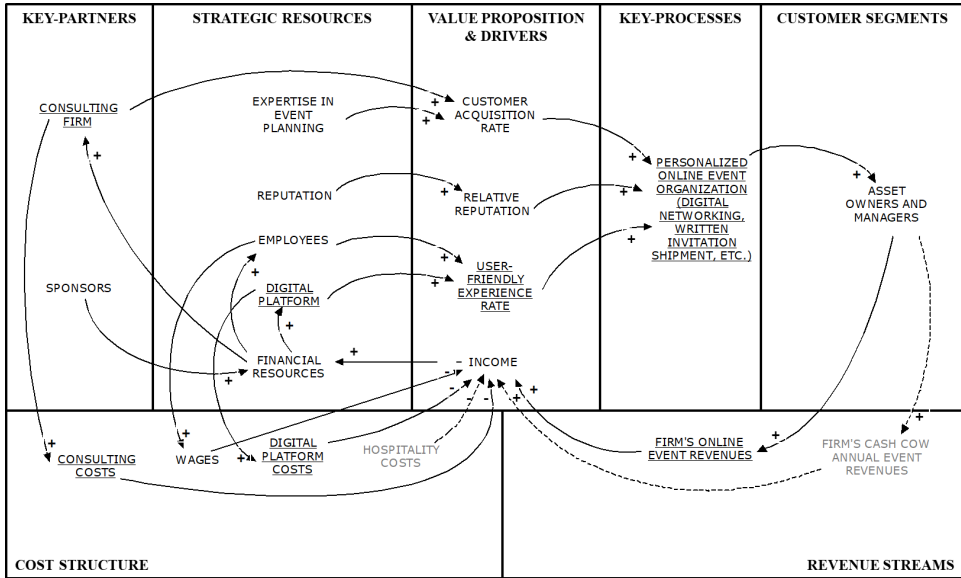 KEY-PARTNERS
STRATEGIC RESOURCES
VALUE PROPOSITION
& DRIVERS
KEY-PROCESSES
CUSTOMER SEGMENTS
CONSULTING
FIRM
SPONSORS
EXPERTISE IN
EVENT
PLANNING
REPUTATION
EMPLOYEES
DIGITAL
PLATFORM
FINANCIAL
RESOURCES
CUSTOMER
ACQUISITION
RATE
RELATIVE
REPUTATION
USER-
FRIENDLY
EXPERIENCE
RATE
INCOME
PERSONALIZED
ONLINE EVENT
ORGANIZATION
(DIGITAL
NETWORKING,
WRITTEN
INVITATION
SHIPMENT, ETC.)
ASSET
OWNERS AND
MANAGERS
CONSULTING
COSTS
WAGES
DIGITAL
PLATFORM
COSTS
HOSPITALITY
COSTS
FIRM'S ONLINE
EVENT REVENUES
FIRM'S CASH COW
ANNUAL EVENT
REVENUES
COST STRUCTURE
REVENUE STREAMS